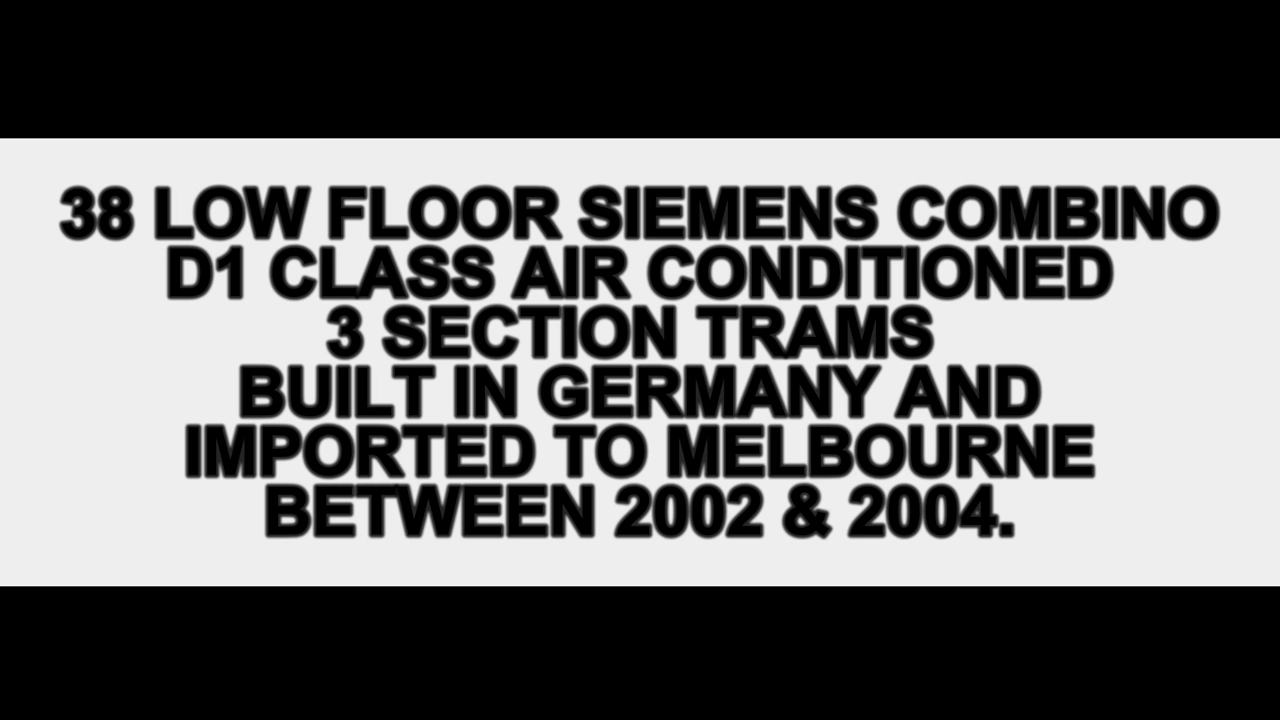 38 LOW FLOOR SIEMENS COMBINO
D1 CLASS AIR CONDITIONED
3 SECTION TRAMS
BUILT IN GERMANY AND
IMPORTED TO MELBOURNE
BETWEEN 2002 & 2004.